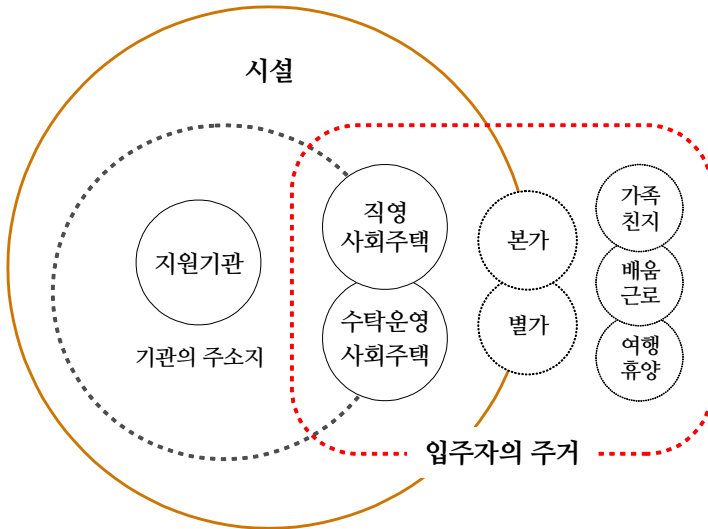 시설
지원기관
기관의 주소지
직영
사회주택
수탁운영
사회주택
본가
별가
가족
친지
배움
근로
여행
휴양
입주자의 주거